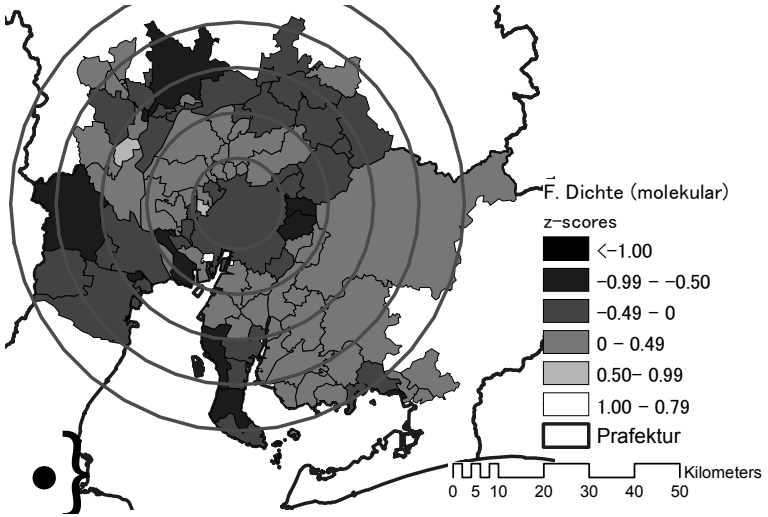 F. Dichte (molekular)
z-scores
<-1.00
-0.99 - -0.50
-0.49 - 0
0 - 0.49
0.50- 0.99
1.00 - 0.79
Prafektur
Kilometers
0 5 10 20 30 40 50